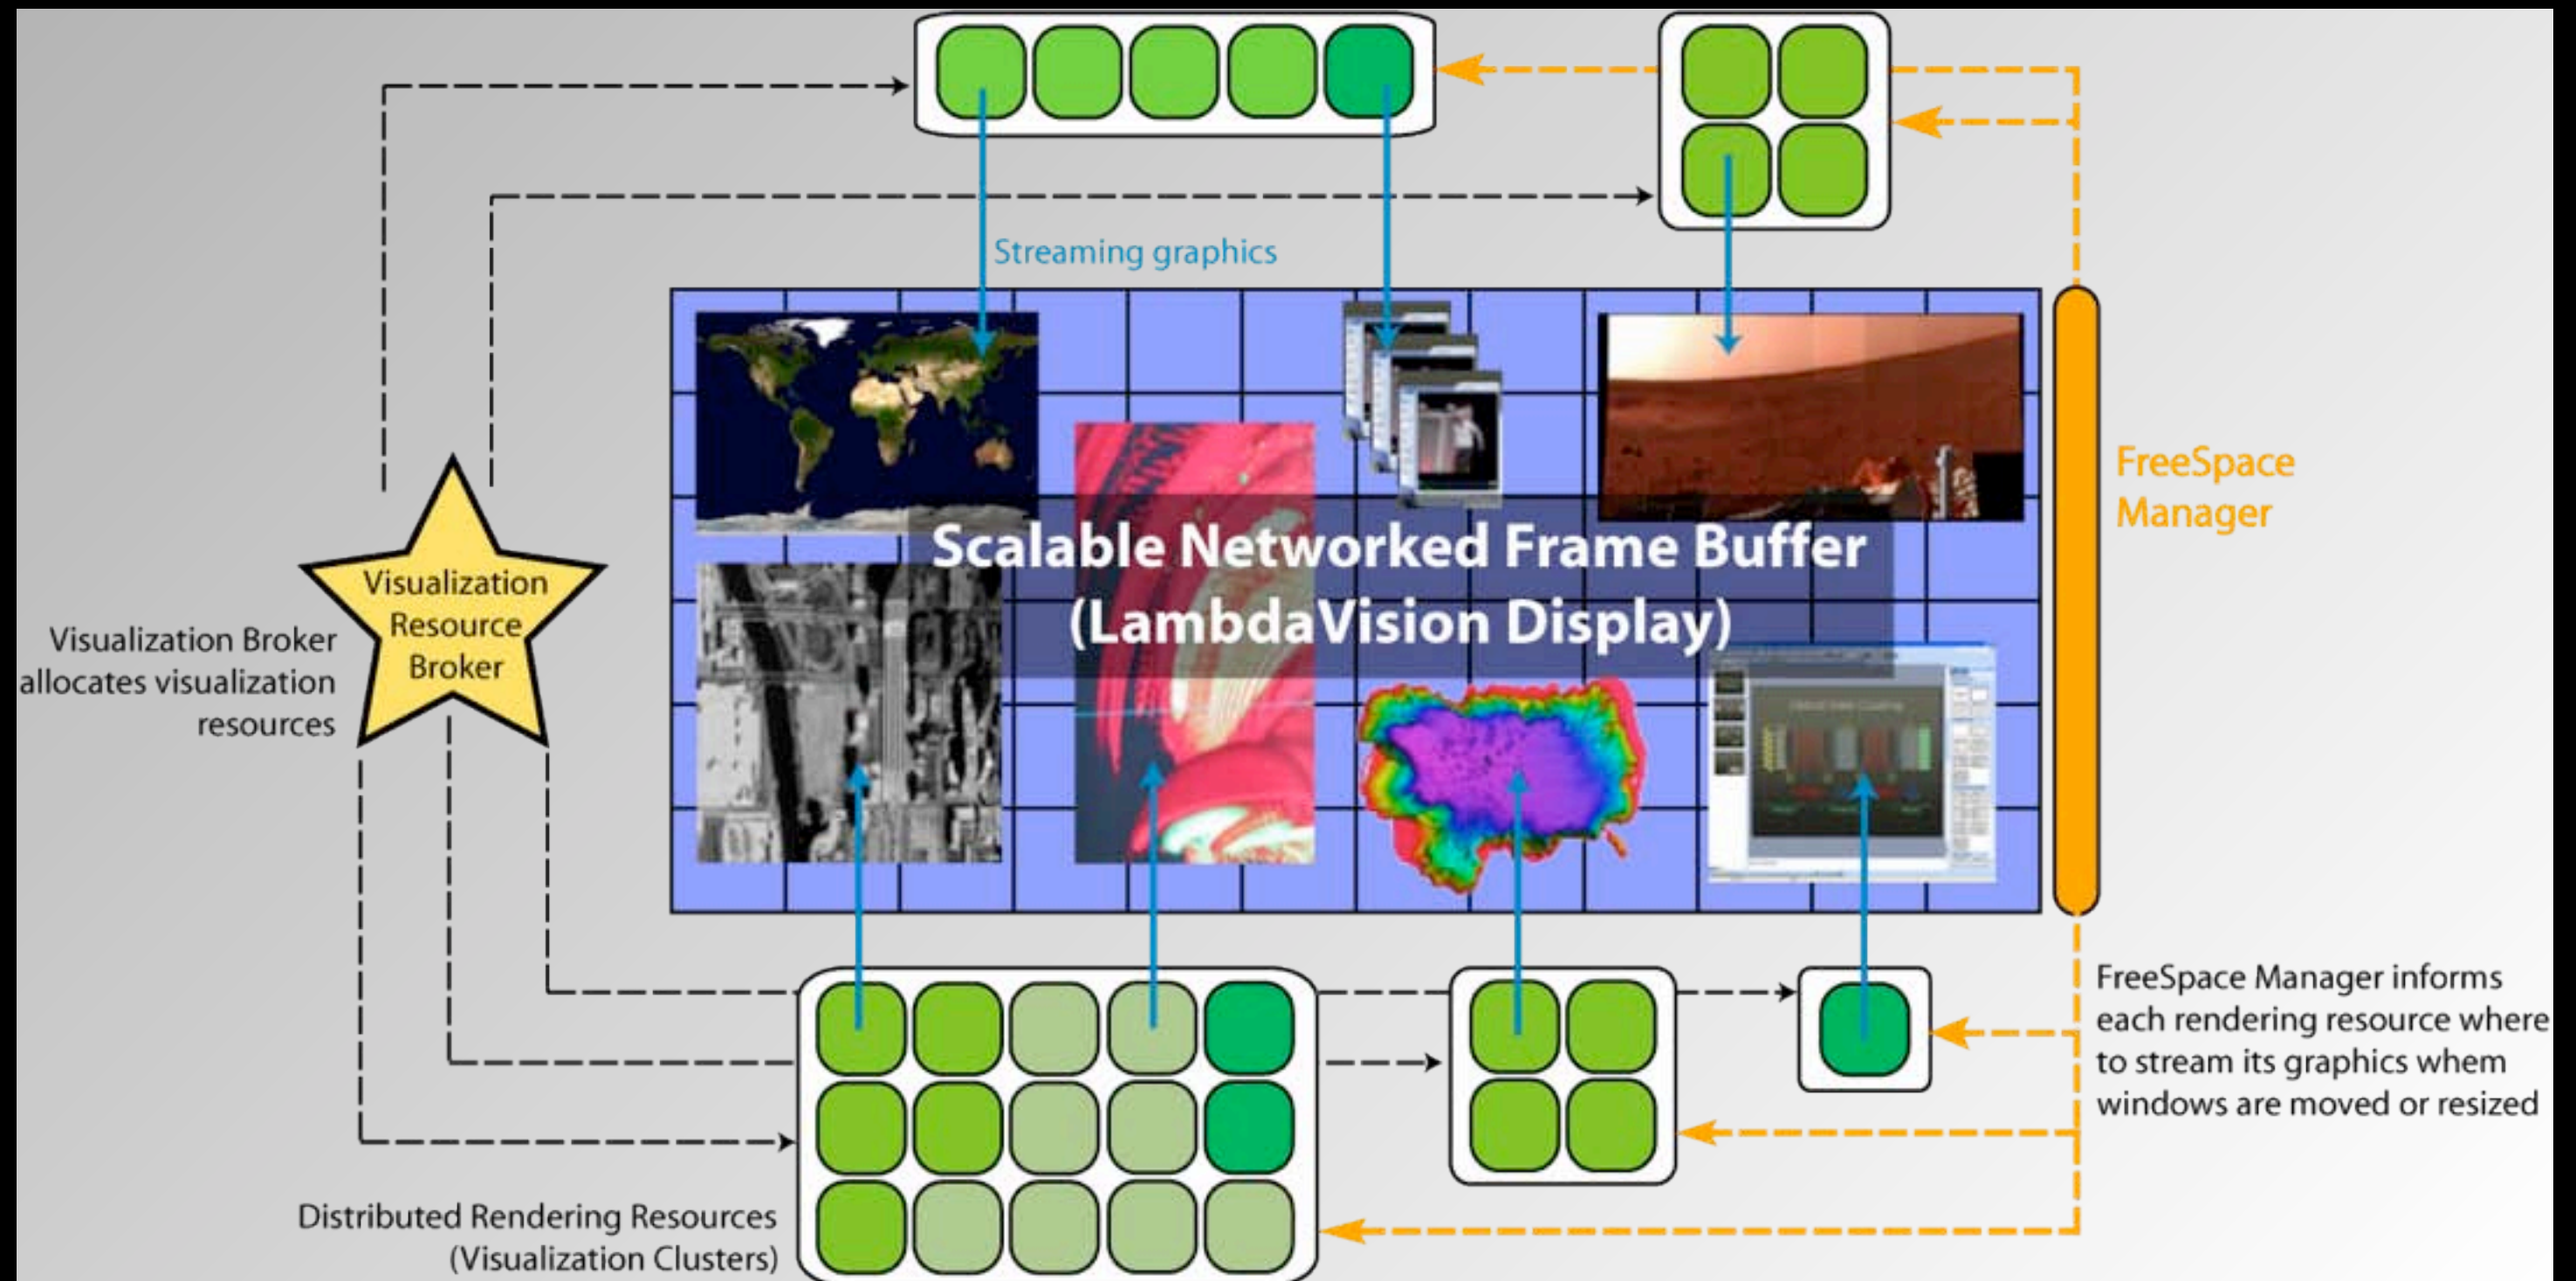 Streaming graphics
FreeSpace
Manager
Scalable Networked Frame Buffer
(LambdaVision Display)
Visualization
Resource
Broker
Visualization Broker
allocates visualization
resources
FreeSpace Manager informs
each rendering resource where
to stream its graphics whem
windows are moved or resized
Distributed Rendering Resources
(Visualization Clusters)